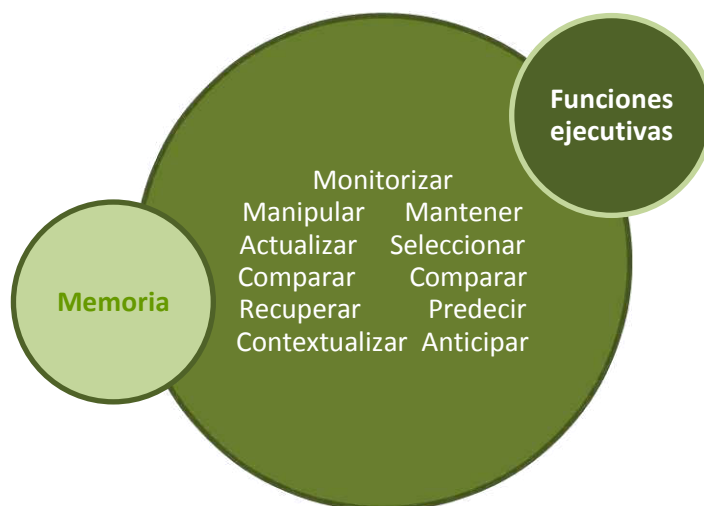 Funciones
ejecutivas
Monitorizar
Manipular Mantener
Actualizar Seleccionar
Comparar Comparar
Recuperar Predecir
Contextualizar Anticipar
Memoria